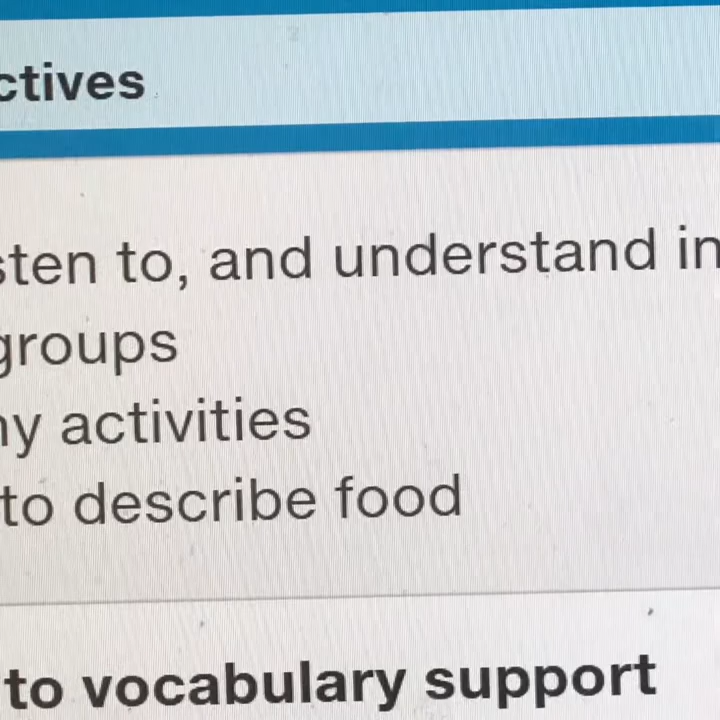 ctives
sten to, and understand in
groups
ny activities
to describe food
to vocabulary support